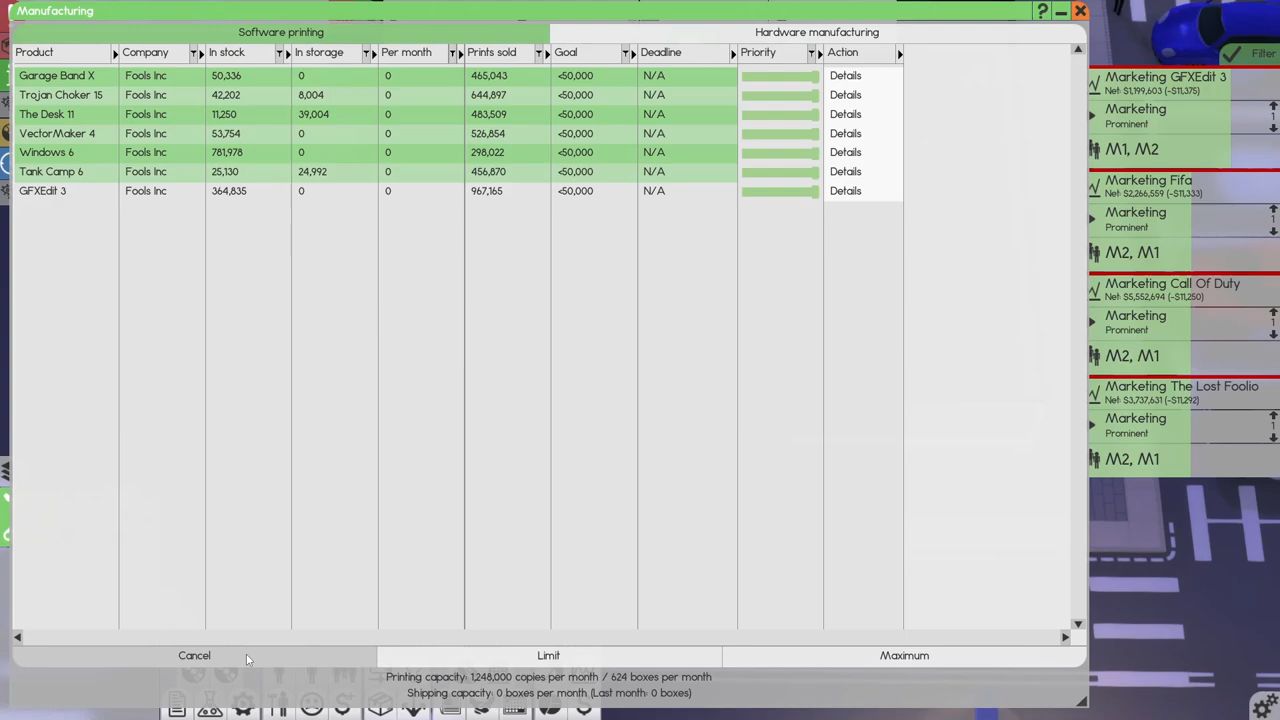 Manufacturing
?
Software printing Hardware manufacturing
Product Company In stock In storage Per month Prints sold Goal Deadline Priority Action
Garage Band X Fools Inc 50,336 0 0 465,043 <50,000 N/A Details
Trojan Choker 15 Fools Inc 42,202 8,004 0 644,897 <50,000 N/A Details
The Desk 11 Fools Inc 11,250 39,004 0 483,509 <50,000 N/A Details
VectorMaker 4 Fools Inc 53,754 0 0 526,854 <50,000 N/A Details
Windows 6 Fools Inc 781,978 0 0 298,022 <50,000 N/A Details
Tank Camp 6 Fools Inc 25,130 24,992 0 456,870 <50,000 N/A Details
GFXEdit 3 Fools Inc 364,835 0 0 967,165 <50,000 N/A Details
Cancel Limit Maximum
Printing capacity: 1,248,000 copies per month / 624 boxes per month
Shipping capacity: 0 boxes per month (Last month: 0 boxes)
Filter
Marketing GFXEdit 3
Net: $1,199,603 (-$11,375)
Marketing
Prominent
1
M1, M2
Marketing Fifa
Net: $2,266,559 (-$11,333)
Marketing
Prominent
1
M2, M1
Marketing Call Of Duty
Net: $5,552,694 (-$11,250)
Marketing
Prominent
1
M2, M1
Marketing The Lost Foolio
Net: $3,737,631 (-$11,292)
Marketing
Prominent
1
M2, M1